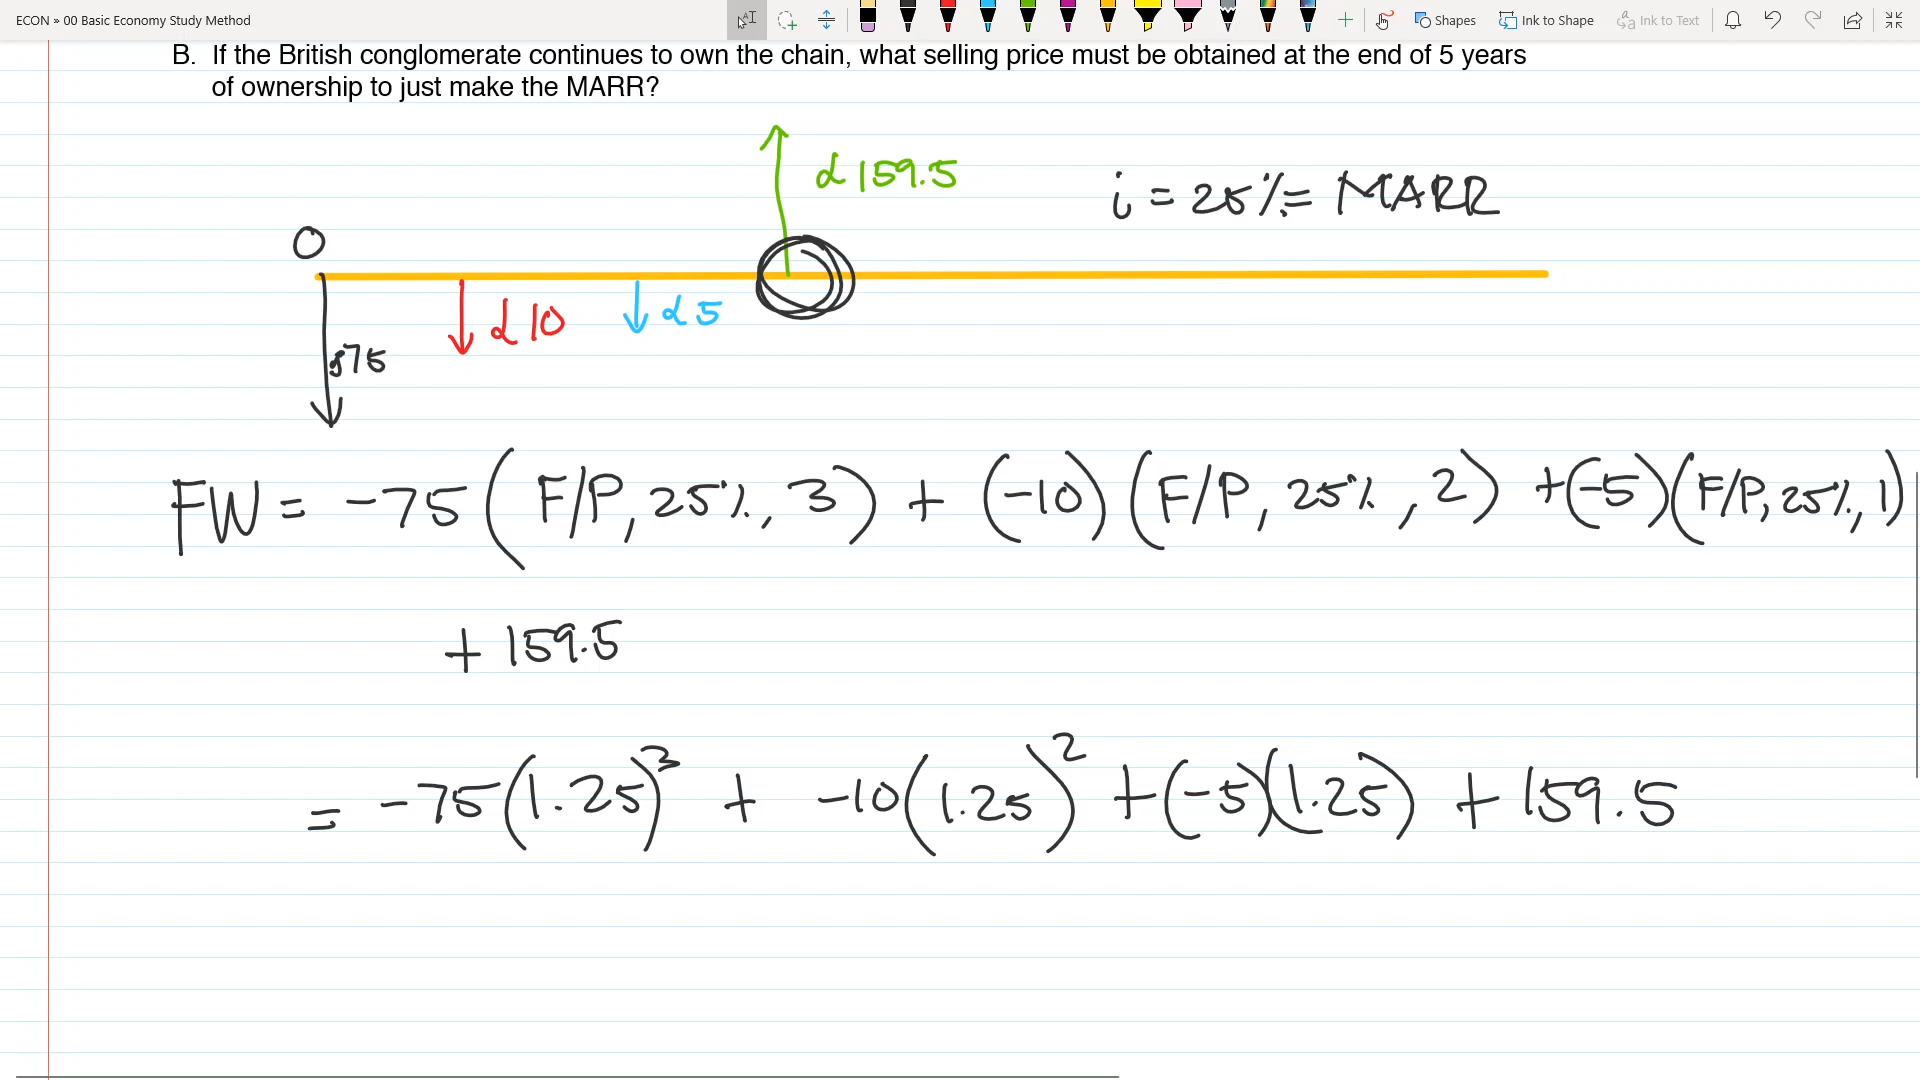 ECON » 00 Basic Economy Study Method
Shapes
Link to Shape
Ink to Text
B. If the British conglomerate continues to own the chain, what selling price must be obtained at the end of 5 years
of ownership to just make the MARR?
£159.5
i = 25% = MARR
0
£10
£5
£75
FW = -75 (F/P, 25%, 3) + (-10) (F/P, 25%, 2) + (-5) (F/P, 25%, 1)
+ 159.5
= -75(1.25)³ + -10(1.25)² + (-5)(1.25) + 159.5